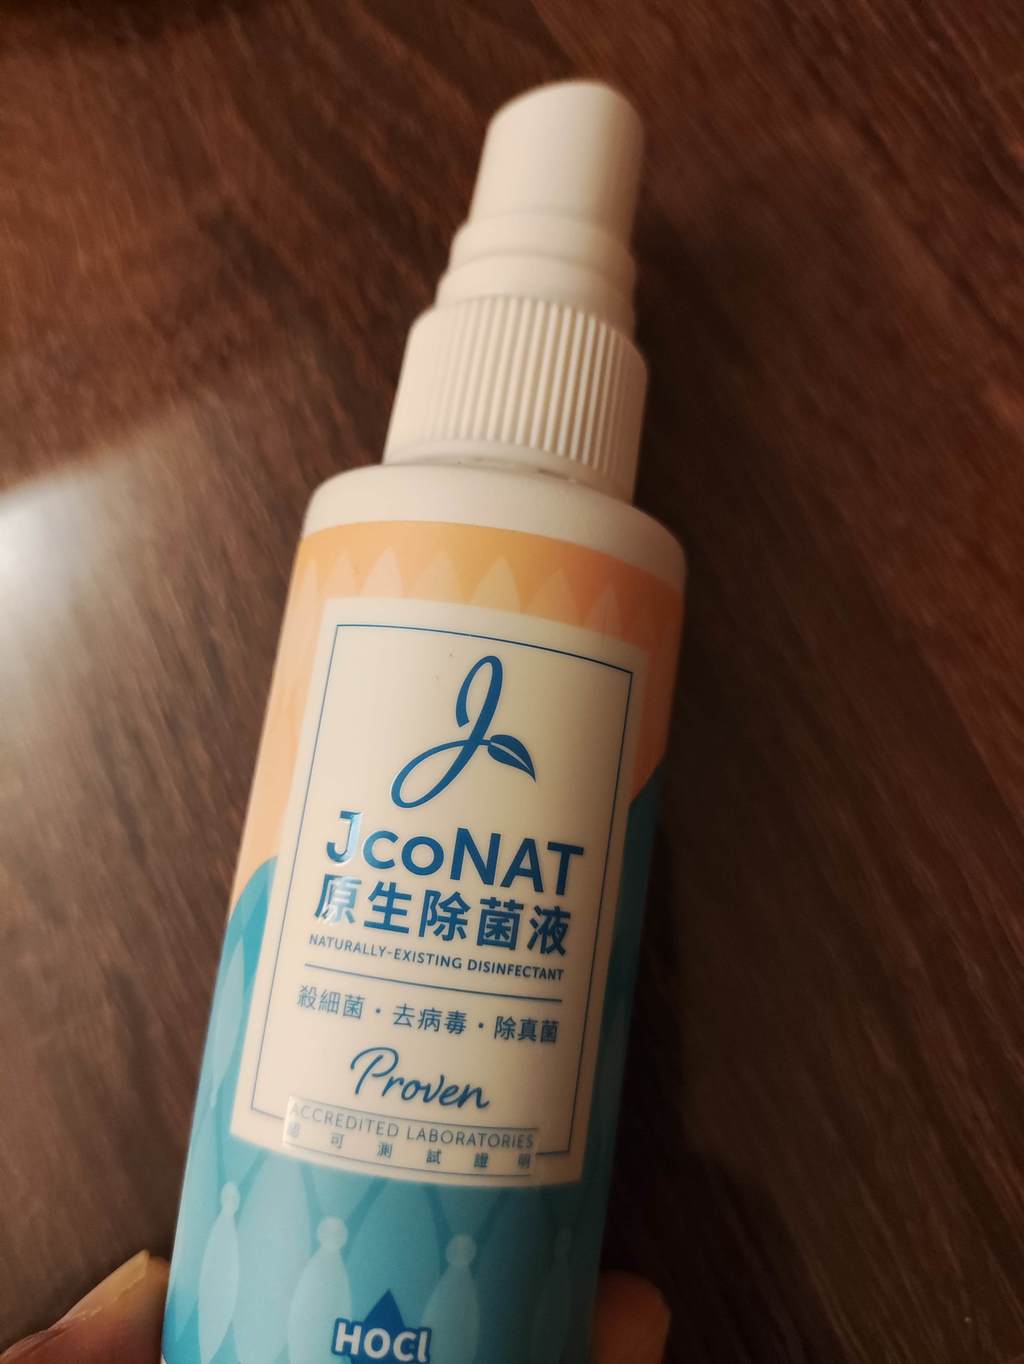 JcoNAT
原生除菌液
NATURALLY-EXISTING DISINFECTANT
殺細菌・去病毒・除真菌
Proven
ACCREDITED LABORATORIES
認可測試證明
HOCl